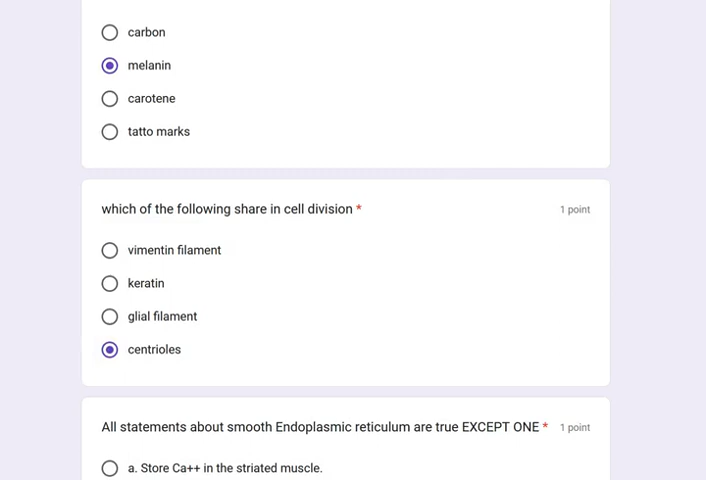 carbon
melanin
carotene
tatto marks
which of the following share in cell division * 1 point
vimentin filament
keratin
glial filament
centrioles
All statements about smooth Endoplasmic reticulum are true EXCEPT ONE * 1 point
a. Store Ca++ in the striated muscle.